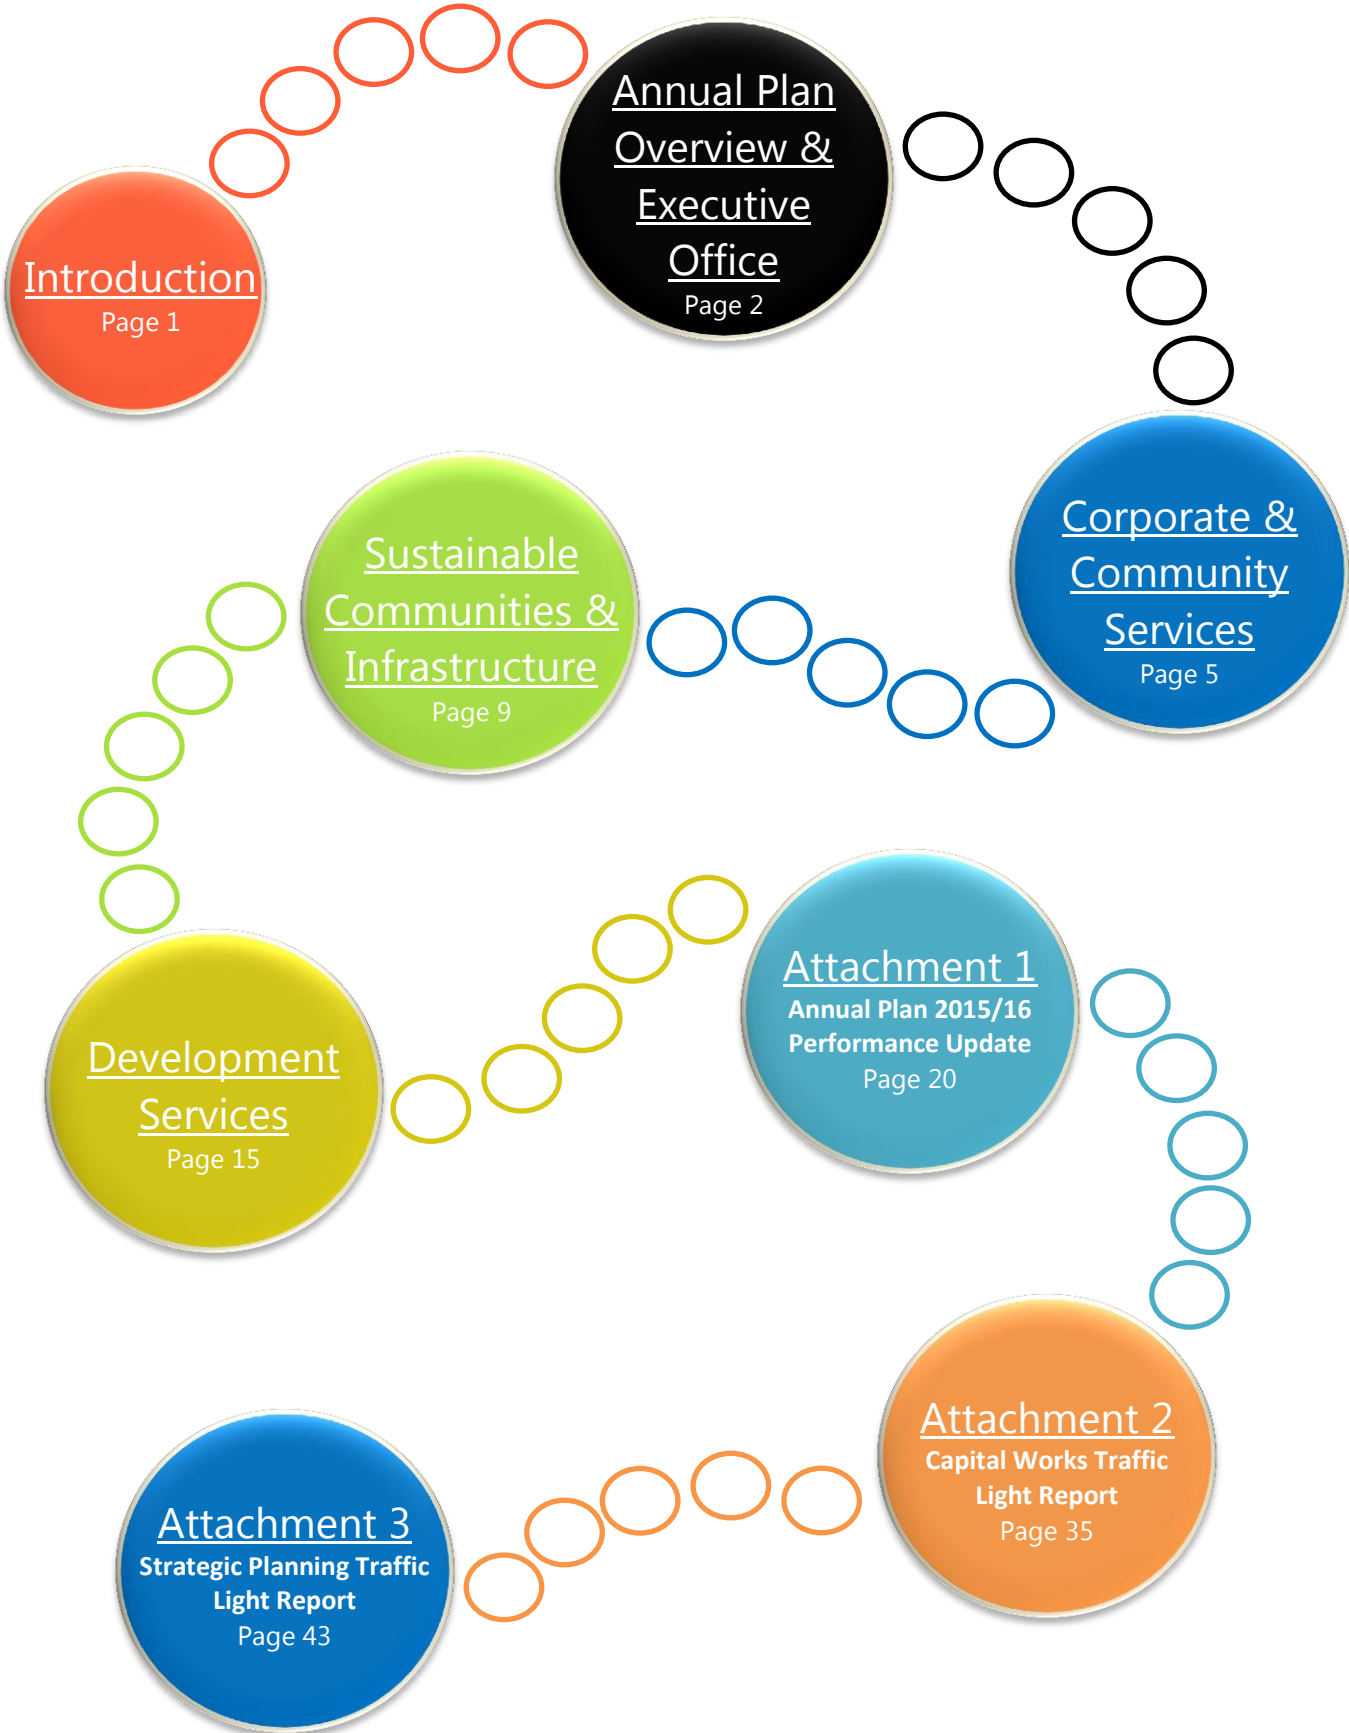 Introduction
Page 1
Annual Plan
Overview &
Executive
Office
Page 2
Corporate &
Community
Services
Page 5
Sustainable
Communities &
Infrastructure
Page 9
Development
Services
Page 15
Attachment 1
Annual Plan 2015/16
Performance Update
Page 20
Attachment 2
Capital Works Traffic
Light Report
Page 35
Attachment 3
Strategic Planning Traffic
Light Report
Page 43